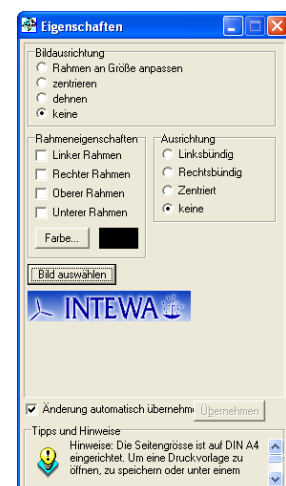 Eigenschaften
Bildausrichtung
Rahmen an Größe anpassen
zentrieren
dehnen
keine
Rahmeneigenschaften
Linker Rahmen
Rechter Rahmen
Oberer Rahmen
Unterer Rahmen
Farbe...
Ausrichtung
Linksbündig
Rechtsbündig
Zentriert
keine
Bild auswählen
INTEWA
Änderung automatisch übernehm Übernehmen
Tipps und Hinweise
Hinweise: Die Seitengrösse ist auf DIN A4
eingerichtet. Um eine Druckvorlage zu
öffnen, zu speichern oder unter einem